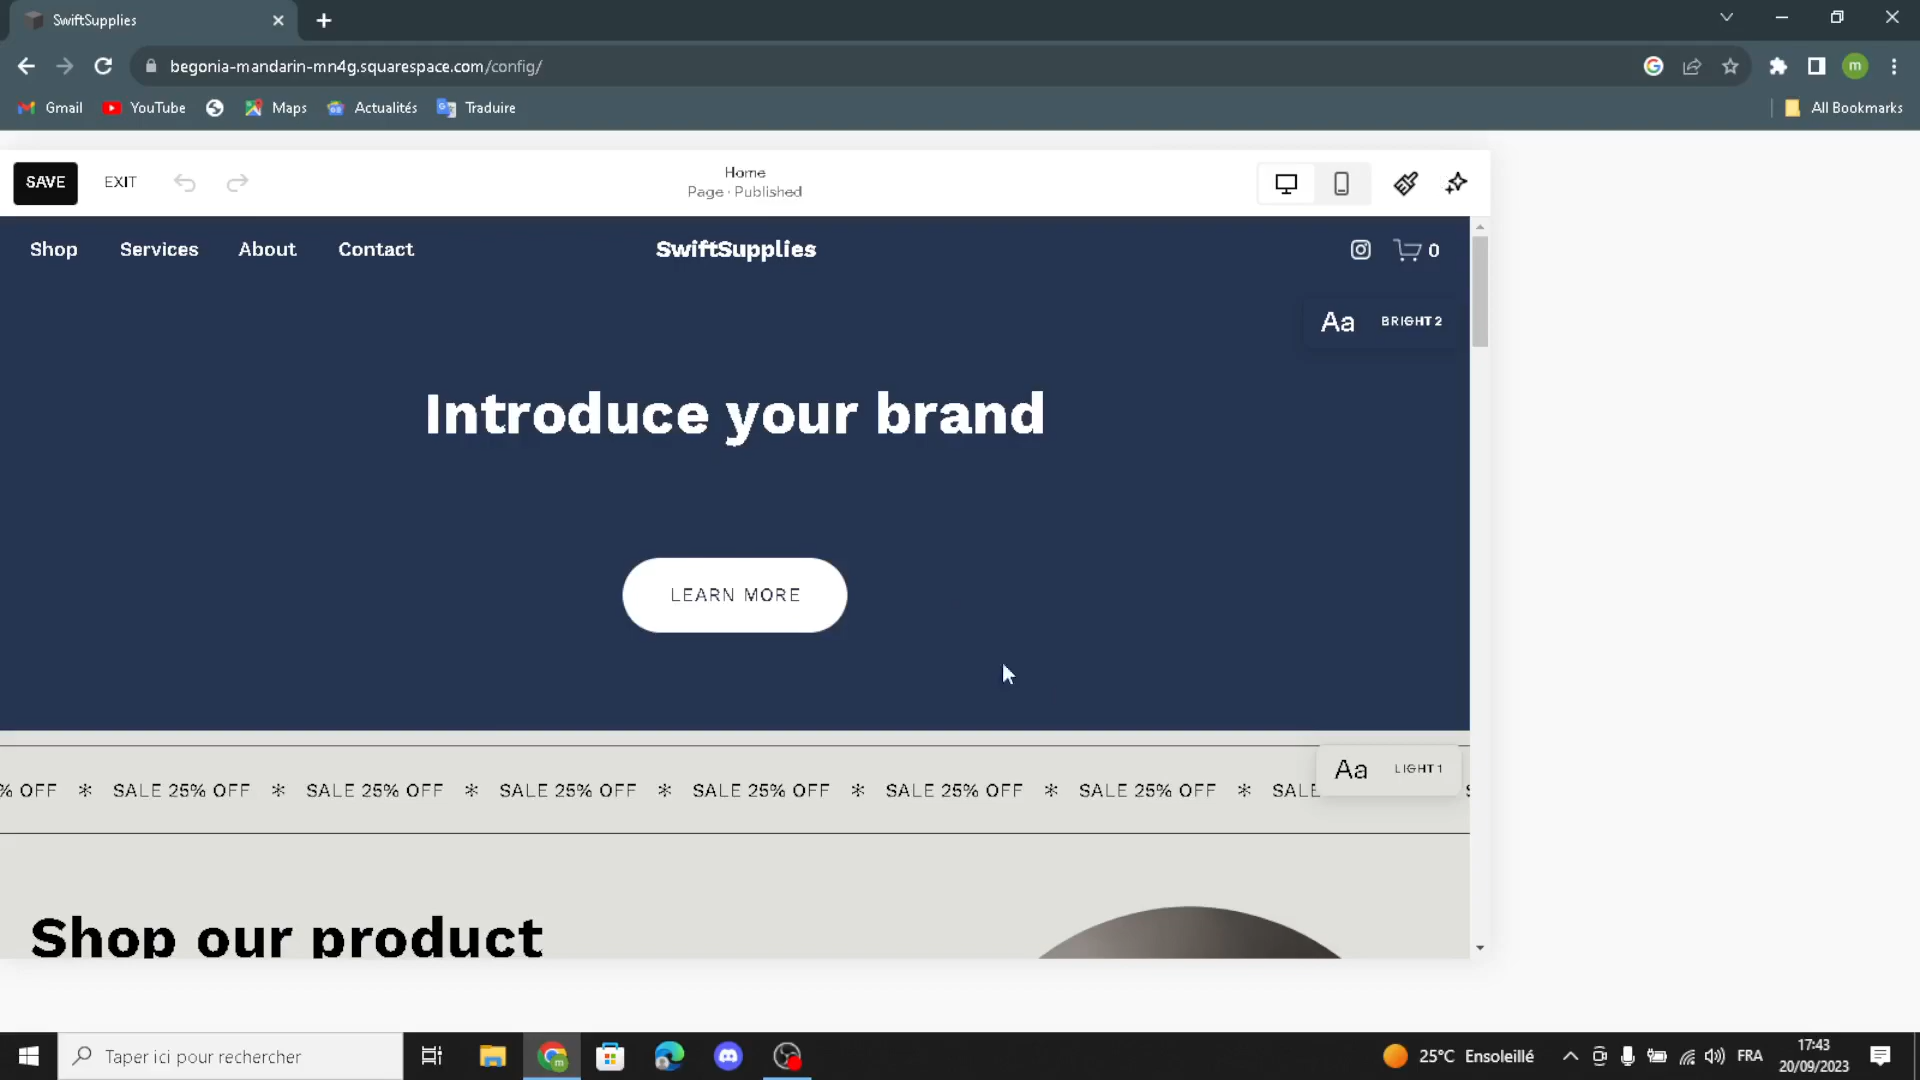 SwiftSupplies
begonia-mandarin-mn4g.squarespace.com/config/
m
Gmail
YouTube
Maps
Actualités
Traduire
All Bookmarks
SAVE
EXIT
Home
Page · Published
Shop
Services
About
Contact
SwiftSupplies
0
Aa
BRIGHT 2
Introduce your brand
LEARN MORE
% OFF * SALE 25% OFF * SALE 25% OFF * SALE 25% OFF * SALE 25% OFF * SALE 25% OFF * SALE 25% OFF * SALE
Aa
LIGHT 1
Shop our product
Taper ici pour rechercher
25°C Ensoleillé
FRA
17:43
20/09/2023